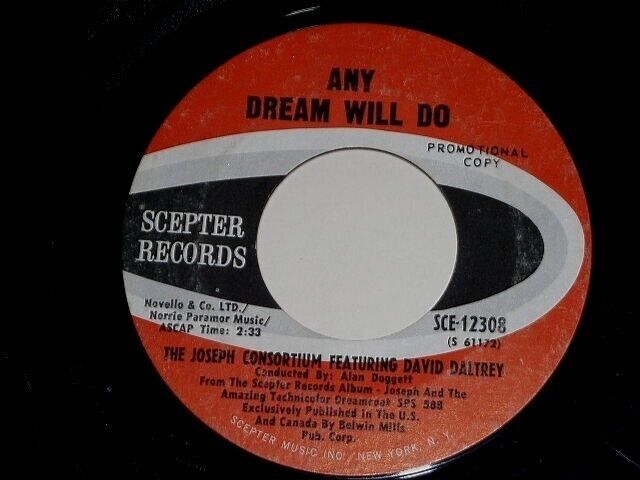 ANY
DREAM WILL DO
PROMOTIONAL
COPY
SCEPTER
RECORDS
Novello & Co. LTD./
Norrie Paramor Music/
ASCAP Time: 2:33
SCE-12308
(S 61172)
THE JOSEPH CONSORTIUM FEATURING DAVID DALTREY
Conducted By: Alan Doggett
From The Scepter Records Album - Joseph And The
Amazing Technicolor Dreamcoat SPS 588
Exclusively Published In The U.S.
And Canada By Belwin Mills
Pub. Corp.
SCEPTER MUSIC INC./NEW YORK, N.Y.